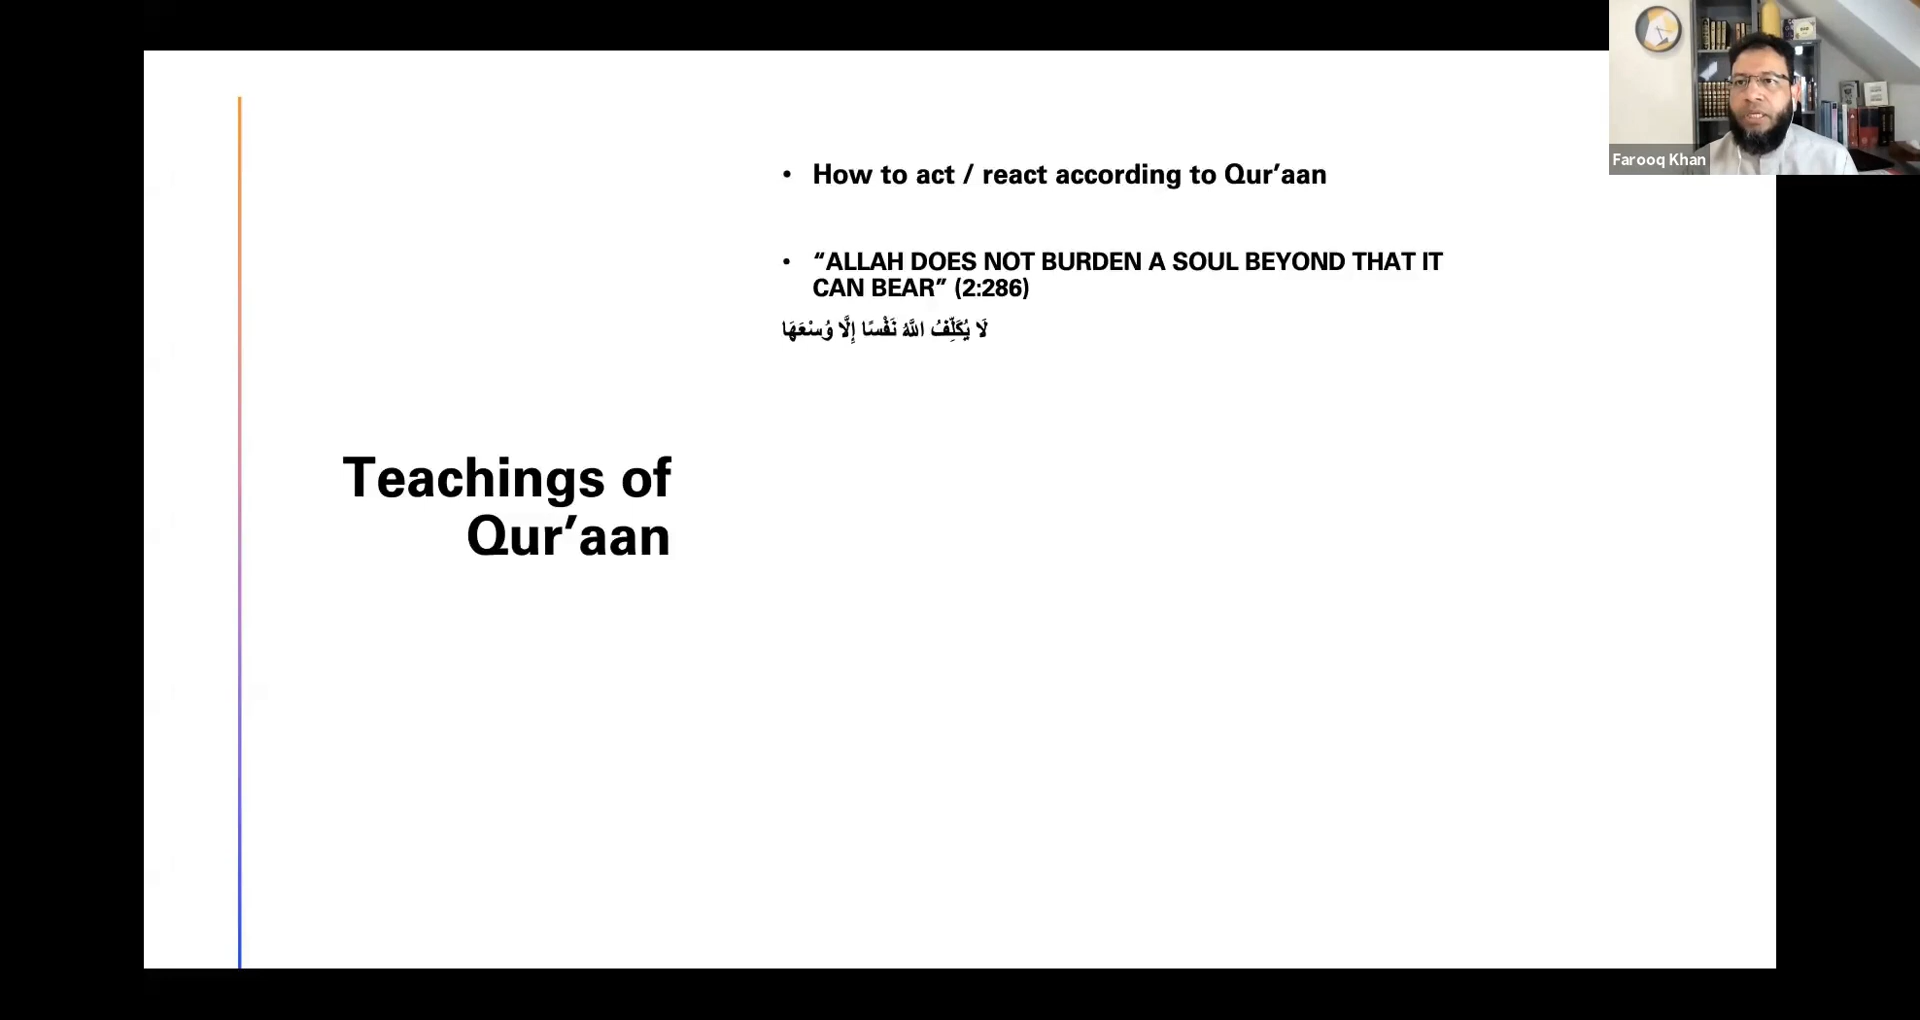 Teachings of
Qur’aan
• How to act / react according to Qur’aan
• “ALLAH DOES NOT BURDEN A SOUL BEYOND THAT IT
CAN BEAR” (2:286)
لَا يُكَلِّفُ اللَّهُ نَفْسًا إِلَّا وُسْعَهَا
Farooq Khan